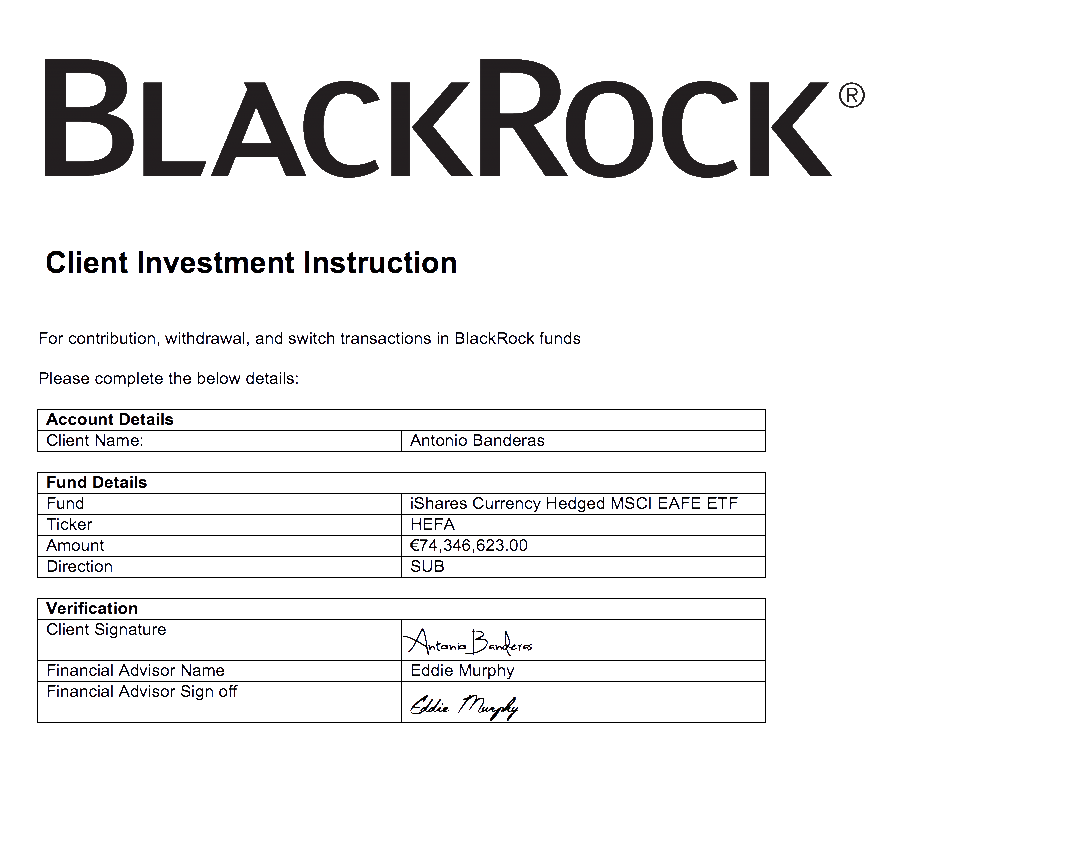 BLACKROCK®
Client Investment Instruction
For contribution, withdrawal, and switch transactions in BlackRock funds
Please complete the below details:
Account Details
Client Name: Antonio Banderas
Fund Details
Fund iShares Currency Hedged MSCI EAFE ETF
Ticker HEFA
Amount €74,346,623.00
Direction SUB
Verification
Client Signature Antonio Banderas
Financial Advisor Name Eddie Murphy
Financial Advisor Sign off Eddie Murphy